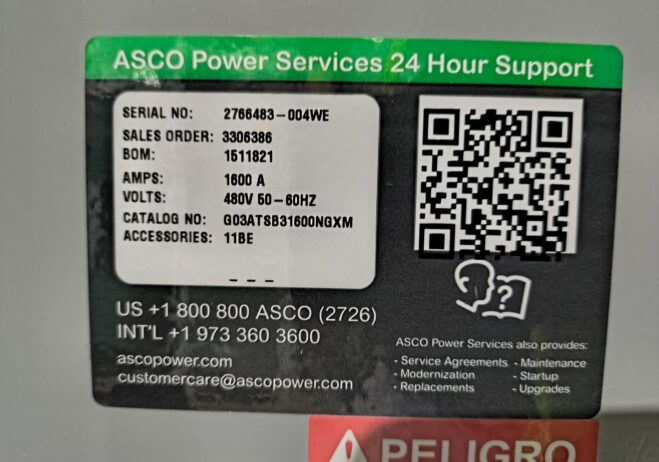 ASCO Power Services 24 Hour Support
SERIAL NO: 2766483-004WE
SALES ORDER: 3306386
BOM: 1511821
AMPS: 1600 A
VOLTS: 480V 50-60HZ
CATALOG NO: G03ATSB31600NGXM
ACCESSORIES: 11BE
- - -
?
US +1 800 800 ASCO (2726)
INT'L +1 973 360 3600
ascopower.com
customercare@ascopower.com
ASCO Power Services also provides:
- Service Agreements - Maintenance
- Modernization - Startup
- Replacements - Upgrades
PELIGRO